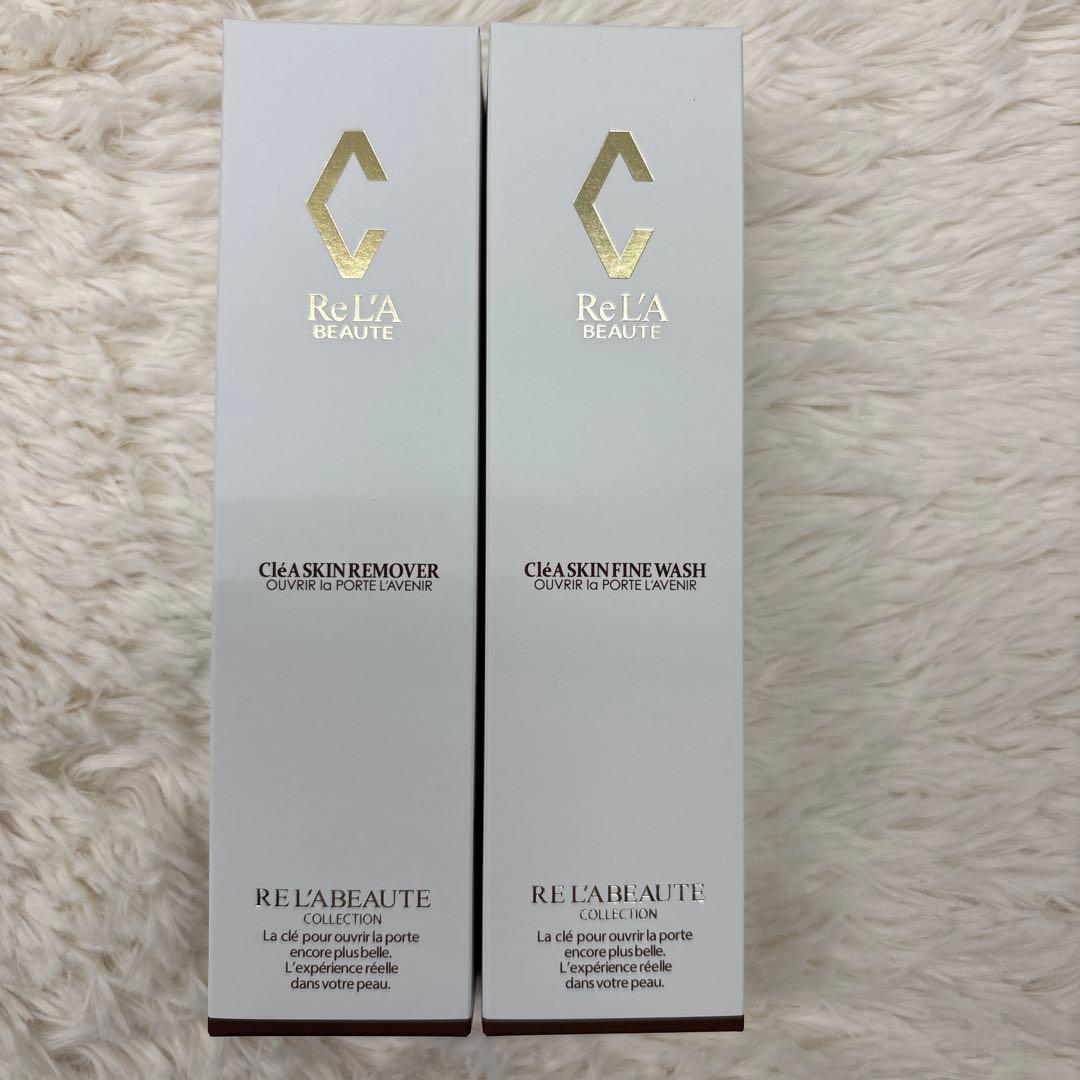 ReL'A
BEAUTE
CléA SKIN REMOVER
OUVRIR la PORTE L'AVENIR
RE L'ABEAUTE
COLLECTION
La clé pour ouvrir la porte
encore plus belle.
L'expérience réelle
dans votre peau.
ReL'A
BEAUTE
CléA SKIN FINE WASH
OUVRIR la PORTE L'AVENIR
RE L'ABEAUTE
COLLECTION
La clé pour ouvrir la porte
encore plus belle.
L'expérience réelle
dans votre peau.